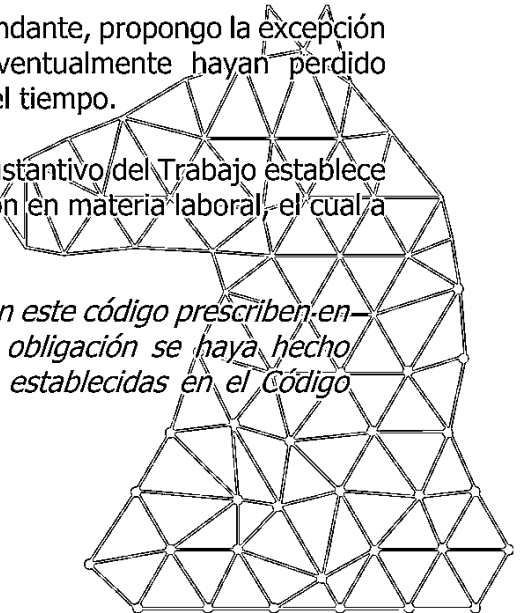 ndante, propongo la excepción
ventualmente hayan perdido
el tiempo.
ustantivo del Trabajo establece
ón en materia laboral, el cual a
n este código prescriben en
obligación se haya hecho
establecidas en el Código